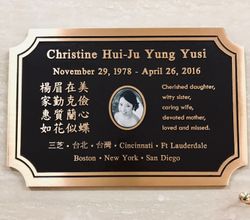 Christine Hui-Ju Yung Yusi
November 29, 1978 - April 26, 2016
楊眉在美
家勤克儉
惠質蘭心
如花似蝶
Cherished daughter,
witty sister,
caring wife,
devoted mother,
loved and missed.
三芝 · 台北 · 台灣 · Cincinnati · Ft Lauderdale
Boston · New York · San Diego